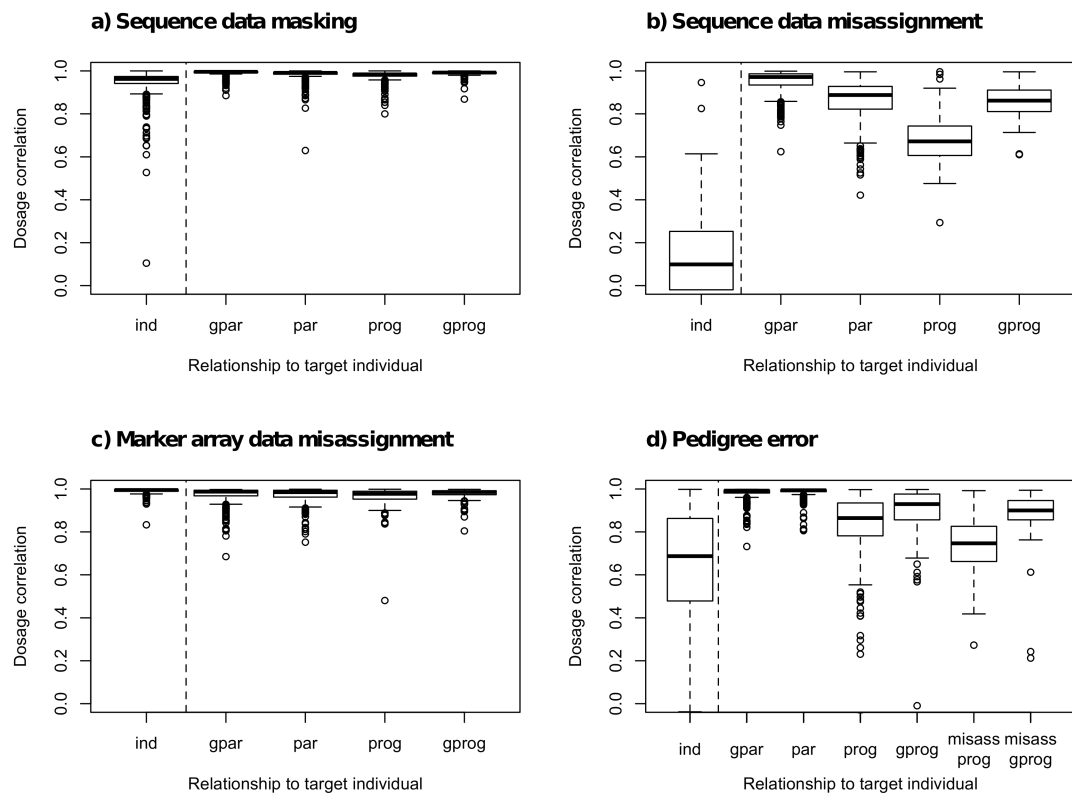 a) Sequence data masking
Dosage correlation
1.0
0.8
0.6
0.4
0.2
0.0
ind gpar par prog gprog
Relationship to target individual
b) Sequence data misassignment
Dosage correlation
1.0
0.8
0.6
0.4
0.2
0.0
ind gpar par prog gprog
Relationship to target individual
c) Marker array data misassignment
Dosage correlation
1.0
0.8
0.6
0.4
0.2
0.0
ind gpar par prog gprog
Relationship to target individual
d) Pedigree error
Dosage correlation
1.0
0.8
0.6
0.4
0.2
0.0
ind gpar par prog gprog misass prog misass gprog
Relationship to target individual